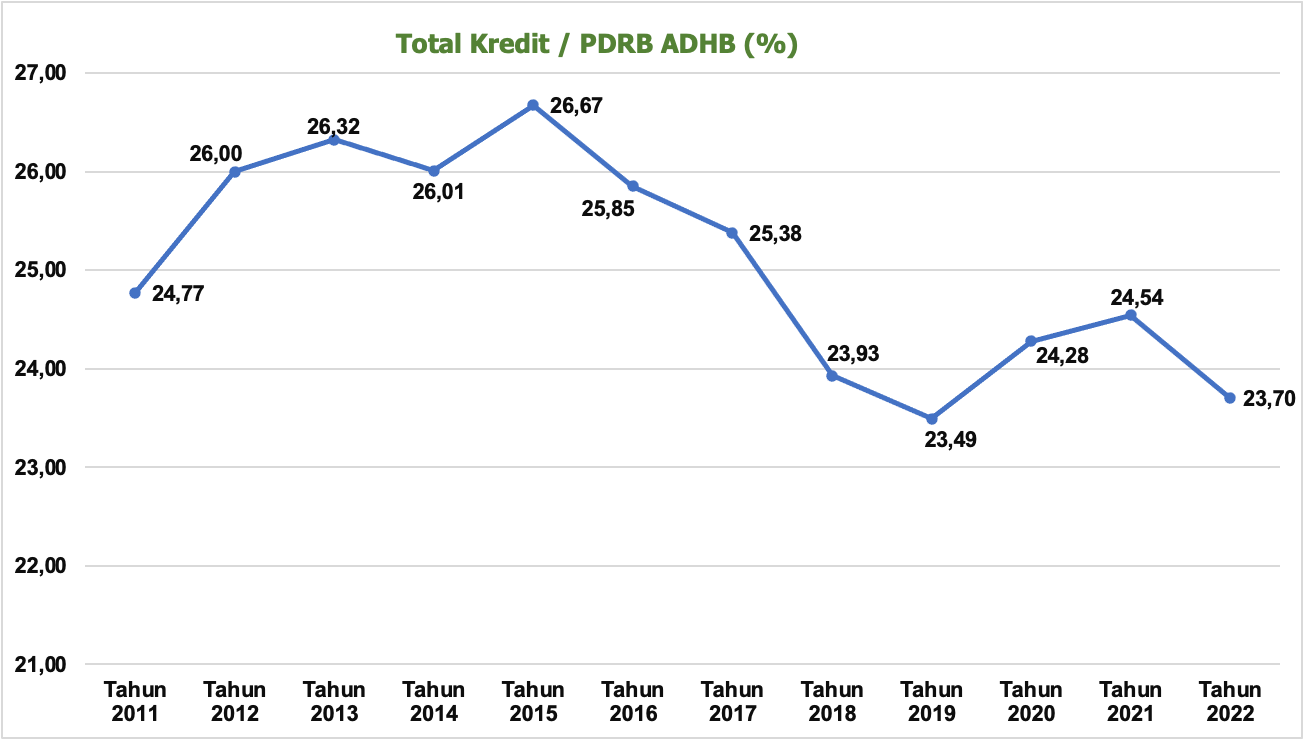 Total Kredit / PDRB ADHB (%)
27,00
26,00
25,00
24,00
23,00
22,00
21,00
24,77
26,00
26,32
26,01
26,67
25,85
25,38
23,93
23,49
24,28
24,54
23,70
Tahun 2011
Tahun 2012
Tahun 2013
Tahun 2014
Tahun 2015
Tahun 2016
Tahun 2017
Tahun 2018
Tahun 2019
Tahun 2020
Tahun 2021
Tahun 2022